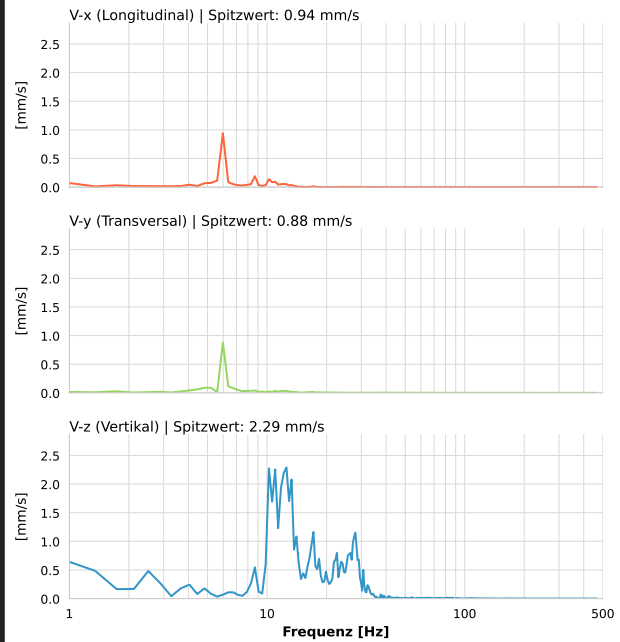 V-x (Longitudinal) | Spitzwert: 0.94 mm/s
2.5
2.0
1.5
1.0
0.5
0.0
[mm/s]
V-y (Transversal) | Spitzwert: 0.88 mm/s
2.5
2.0
1.5
1.0
0.5
0.0
[mm/s]
V-z (Vertikal) | Spitzwert: 2.29 mm/s
2.5
2.0
1.5
1.0
0.5
0.0
[mm/s]
1 10 100 500
Frequenz [Hz]